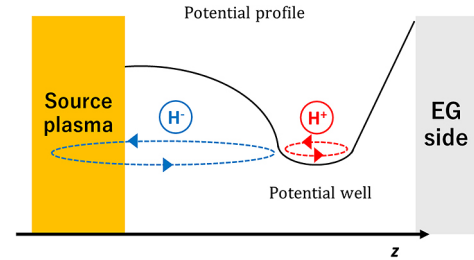 Potential profile
Source
plasma
H⁻
H⁺
EG
side
Potential well
z